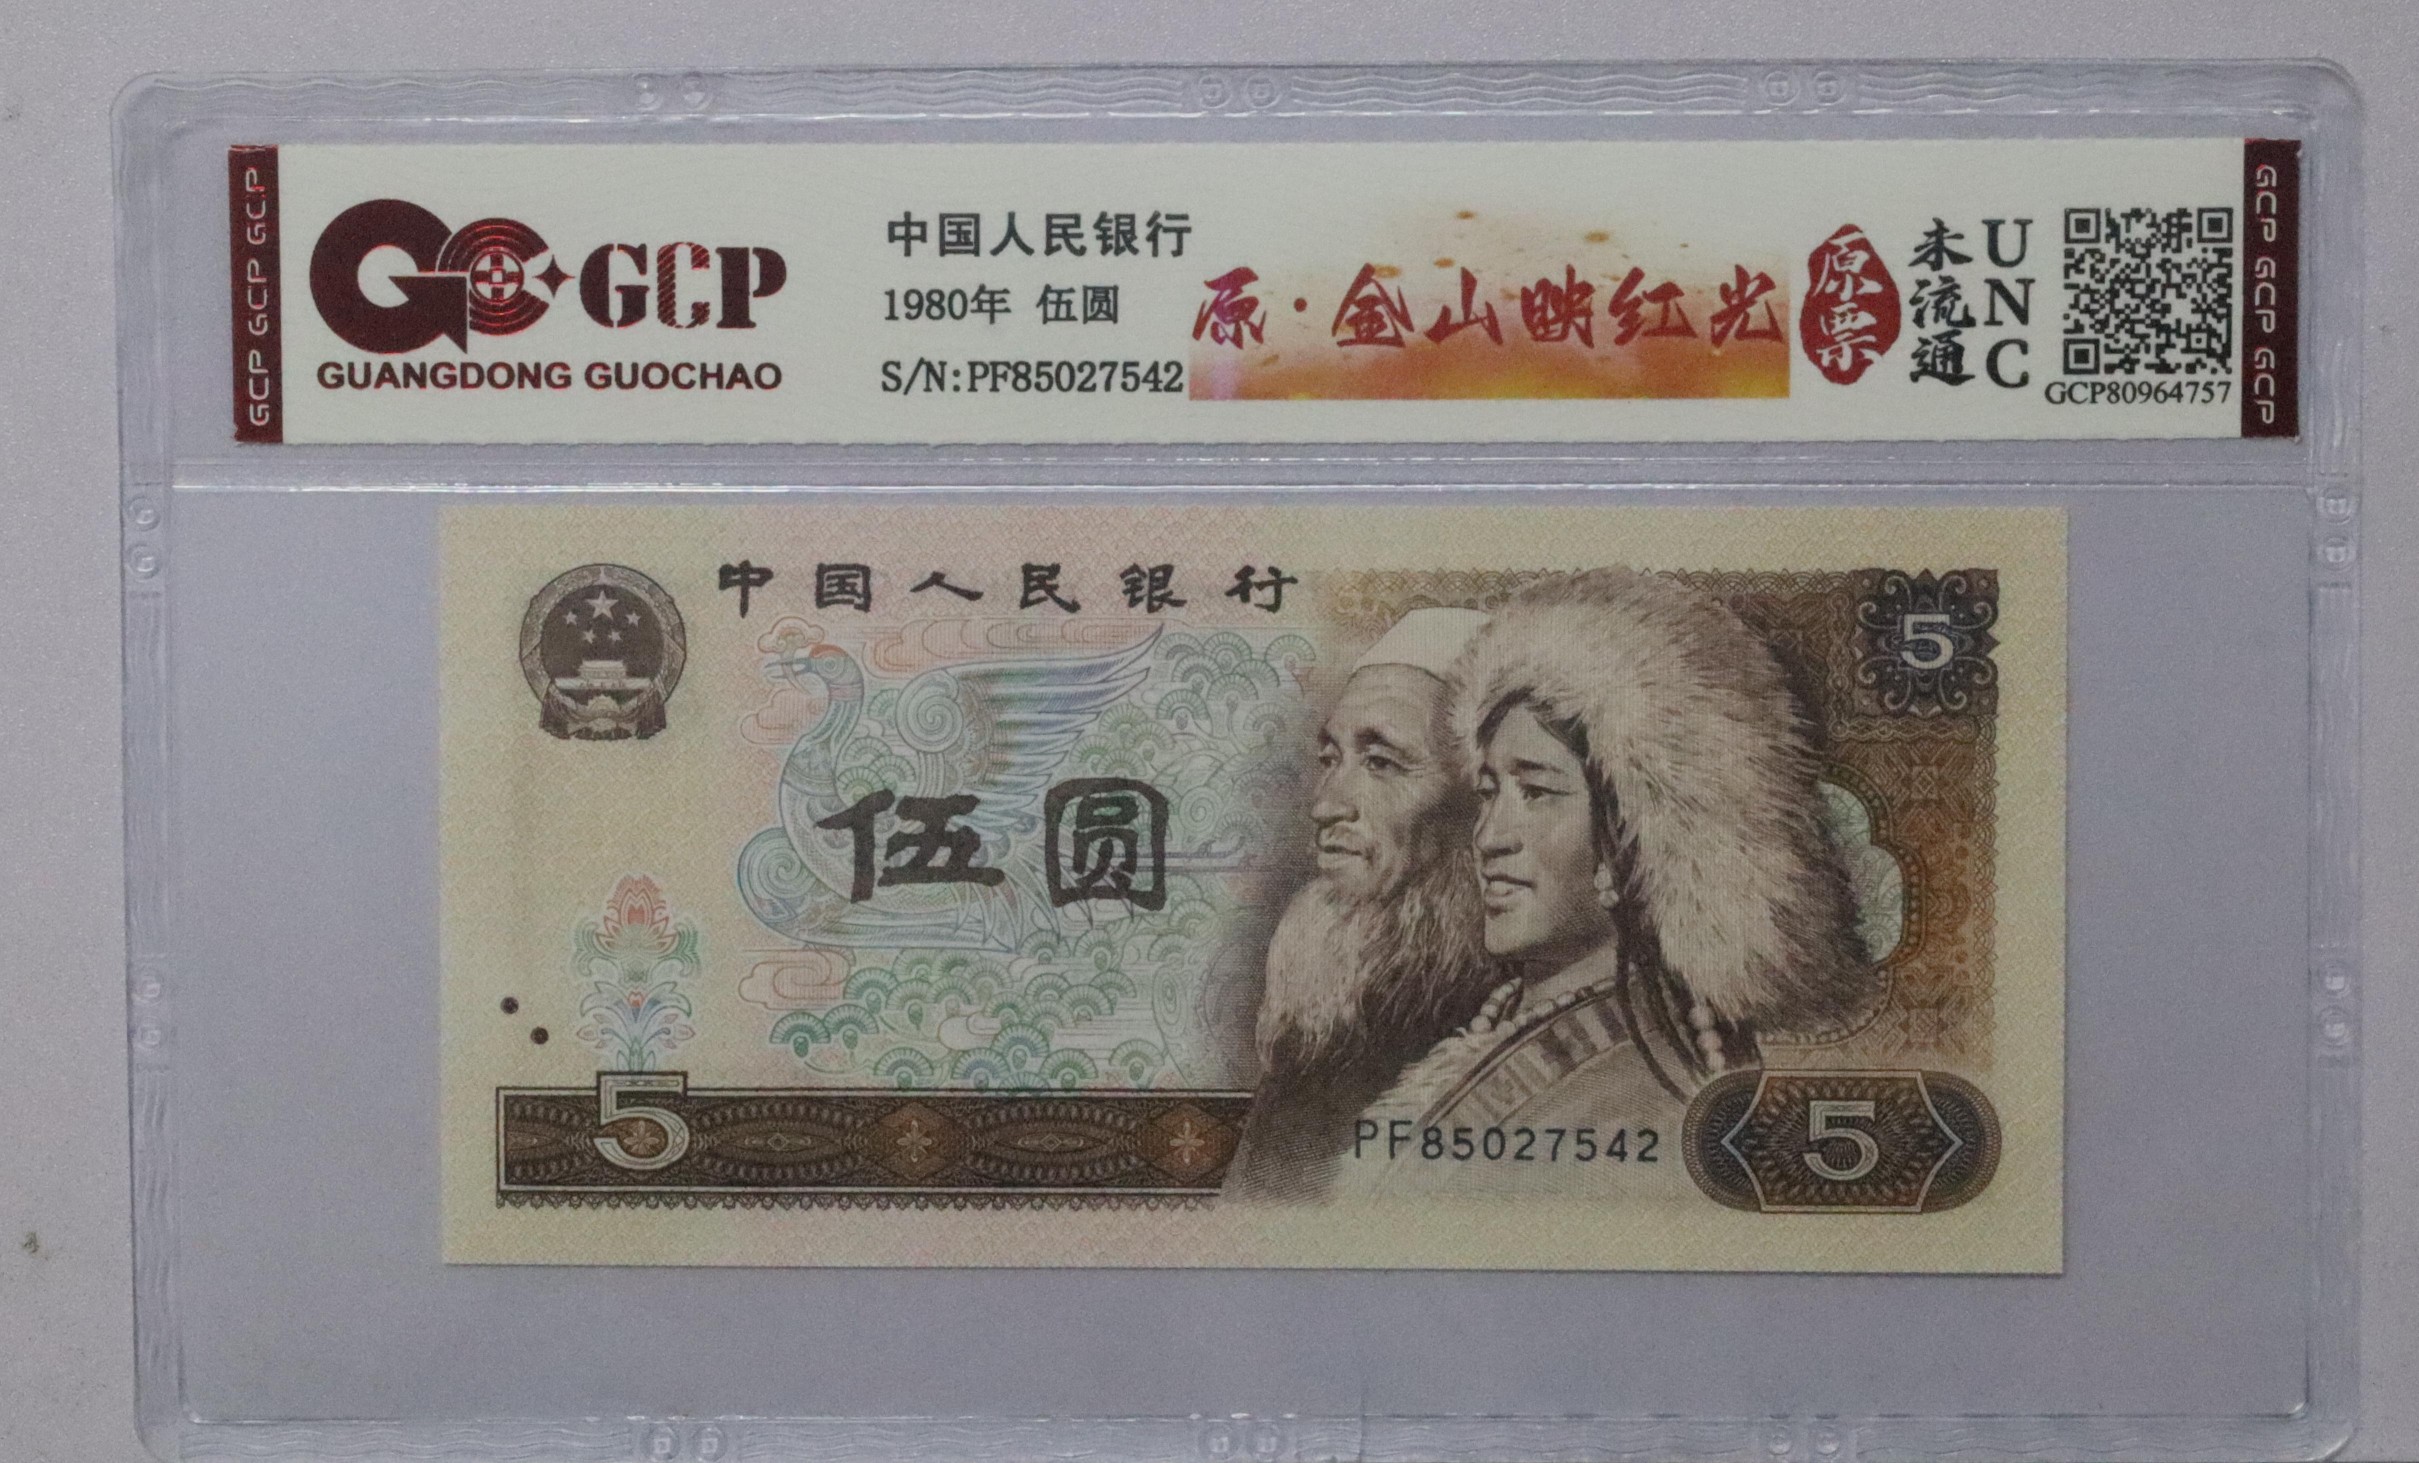 GCP GCP GCP
GCP
GUANGDONG GUOCHAO
中国人民银行
1980年 伍圆
S/N:PF85027542
原·金山映红光
原票
未流通
UNC
GCP80964757
GCP GCP GCP
中国人民银行
5
伍圆
5
PF85027542
5